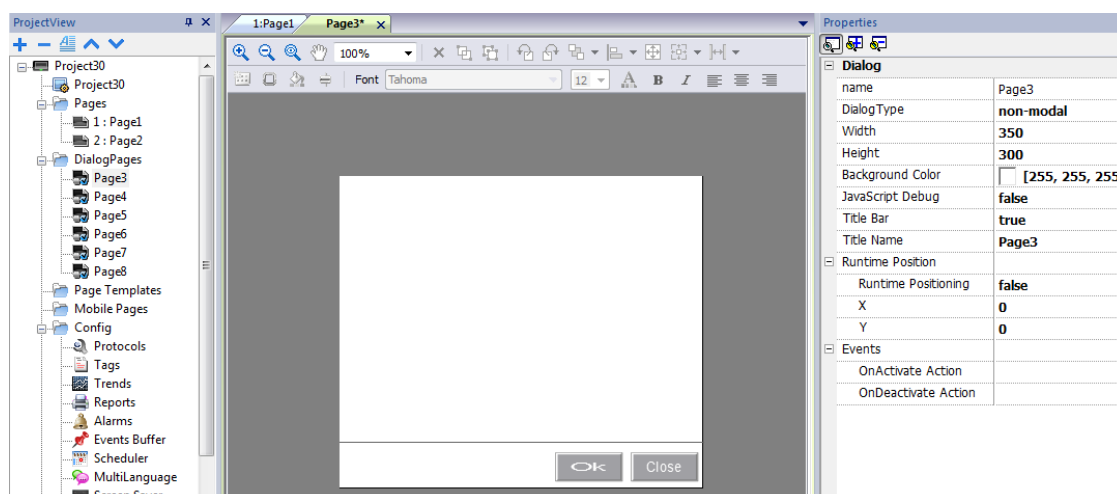 ProjectView
Project30
Project30
Pages
1 : Page1
2 : Page2
DialogPages
Page3
Page4
Page5
Page6
Page7
Page8
Page Templates
Mobile Pages
Config
Protocols
Tags
Trends
Reports
Alarms
Events Buffer
Scheduler
MultiLanguage
1:Page1 Page3*
100%
Font Tahoma 12 A B I
Ok Close
Properties
Dialog
name Page3
DialogType non-modal
Width 350
Height 300
Background Color [255, 255, 255
JavaScript Debug false
Title Bar true
Title Name Page3
Runtime Position
Runtime Positioning false
X 0
Y 0
Events
OnActivate Action
OnDeactivate Action